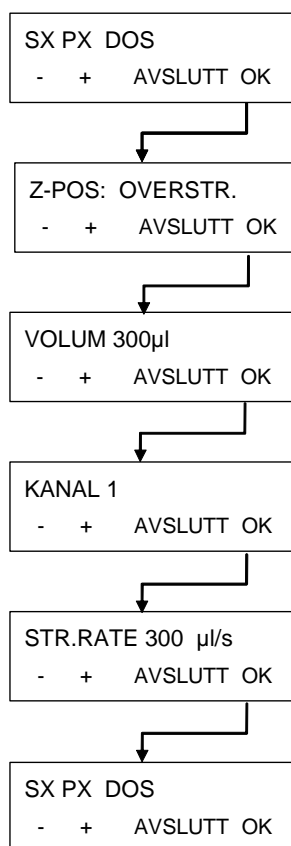 SX PX DOS
- + AVSLUTT OK
Z-POS: OVERSTR.
- + AVSLUTT OK
VOLUM 300µl
- + AVSLUTT OK
KANAL 1
- + AVSLUTT OK
STR.RATE 300 µl/s
- + AVSLUTT OK
SX PX DOS
- + AVSLUTT OK